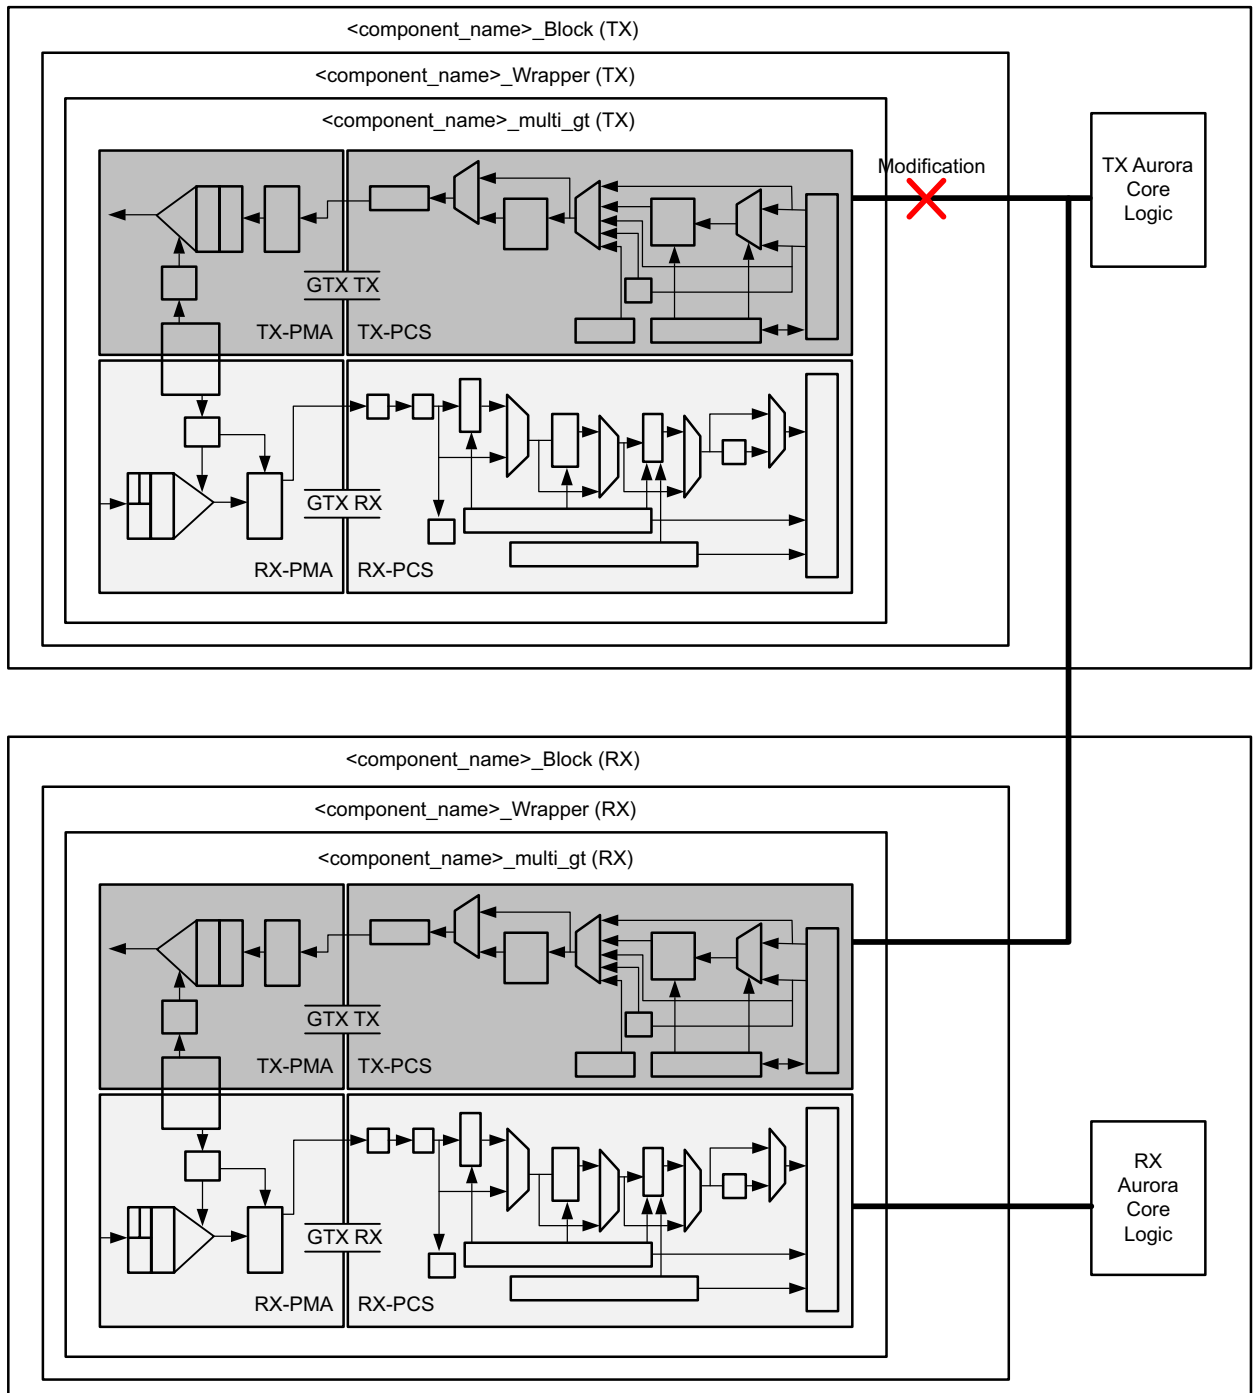 <component_name>_Block (TX)
<component_name>_Wrapper (TX)
<component_name>_multi_gt (TX)
Modification
TX Aurora
Core
Logic
GTX TX
TX-PMA
TX-PCS
GTX RX
RX-PMA
RX-PCS
<component_name>_Block (RX)
<component_name>_Wrapper (RX)
<component_name>_multi_gt (RX)
GTX TX
TX-PMA
TX-PCS
RX
Aurora
Core
Logic
GTX RX
RX-PMA
RX-PCS